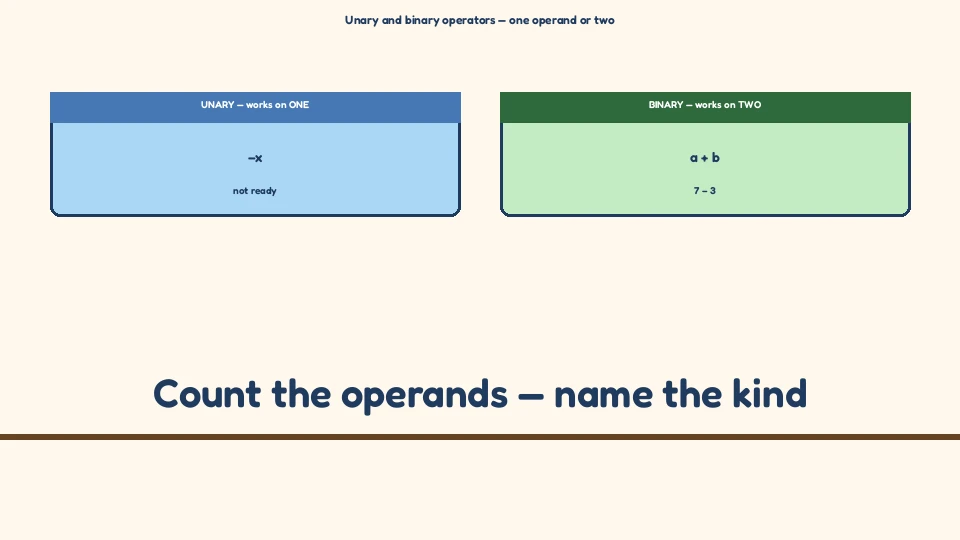 Unary and binary operators — one operand or two
UNARY — works on ONE
BINARY — works on TWO
−x
a + b
not ready
7 − 3
Count the operands — name the kind